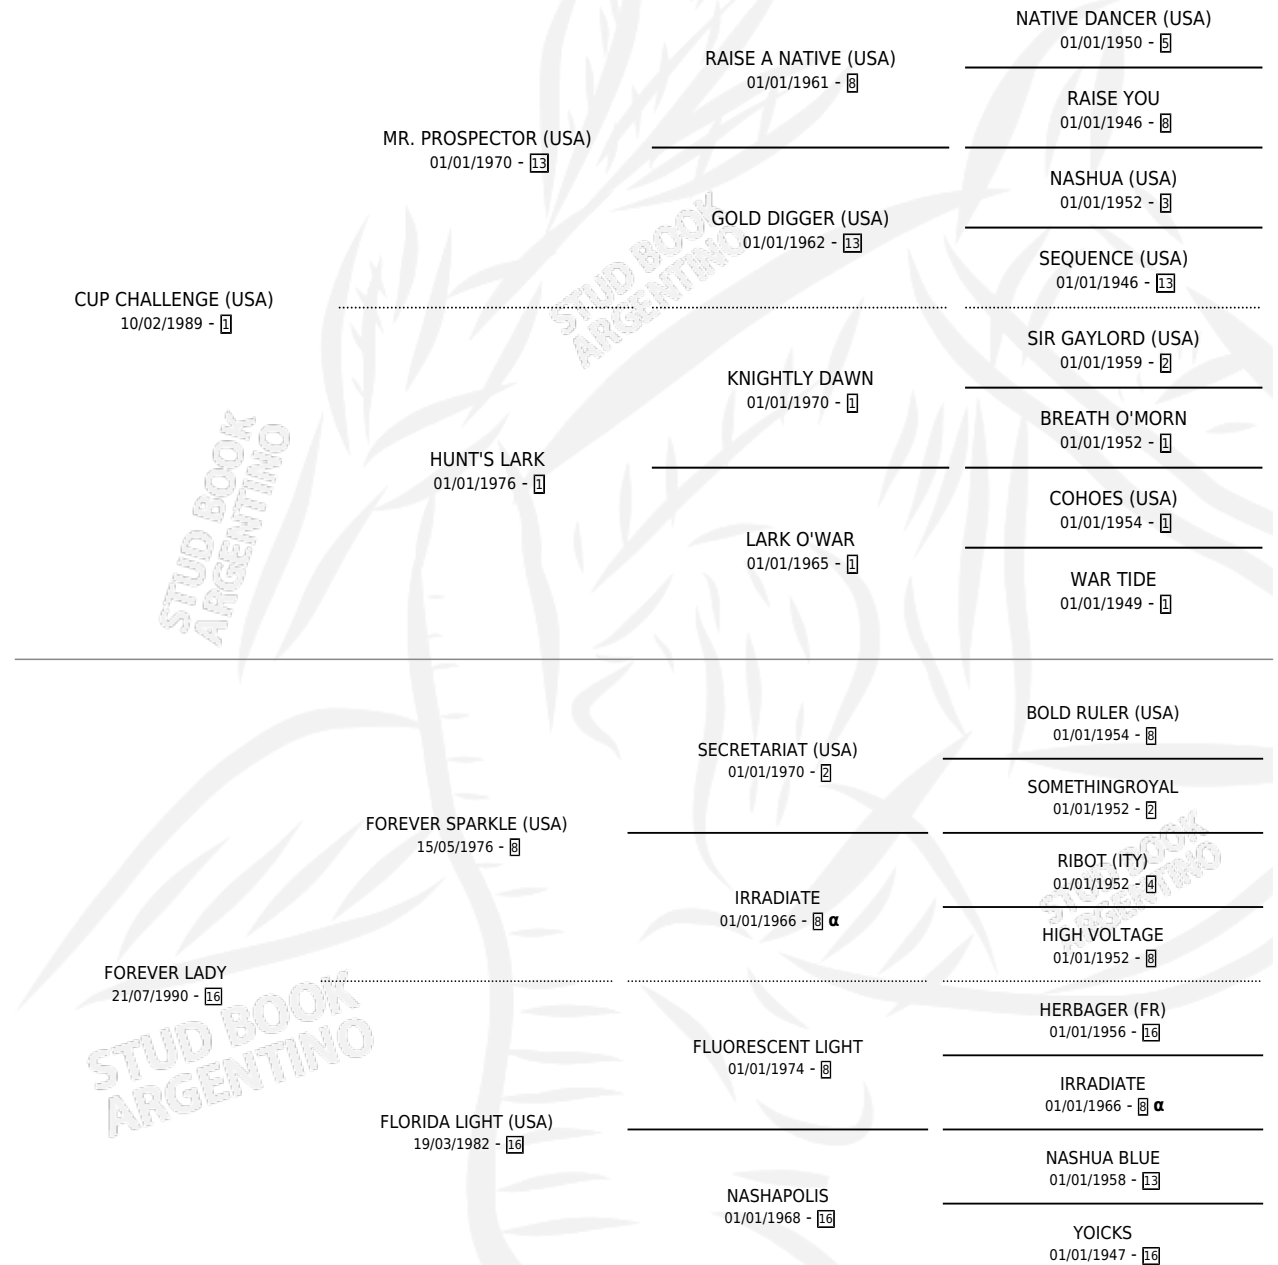 NATIVE DANCER (USA)
01/01/1950 - 5
RAISE A NATIVE (USA)
01/01/1961 - 8
RAISE YOU
01/01/1946 - 8
MR. PROSPECTOR (USA)
01/01/1970 - 13
NASHUA (USA)
01/01/1952 - 3
GOLD DIGGER (USA)
01/01/1962 - 13
SEQUENCE (USA)
01/01/1946 - 13
CUP CHALLENGE (USA)
10/02/1989 - 1
SIR GAYLORD (USA)
01/01/1959 - 2
KNIGHTLY DAWN
01/01/1970 - 1
BREATH O'MORN
01/01/1952 - 1
HUNT'S LARK
01/01/1976 - 1
COHOES (USA)
01/01/1954 - 1
LARK O'WAR
01/01/1965 - 1
WAR TIDE
01/01/1949 - 1
BOLD RULER (USA)
01/01/1954 - 8
SECRETARIAT (USA)
01/01/1970 - 2
SOMETHINGROYAL
01/01/1952 - 2
FOREVER SPARKLE (USA)
15/05/1976 - 8
RIBOT (ITY)
01/01/1952 - 4
IRRADIATE
01/01/1966 - 8 α
HIGH VOLTAGE
01/01/1952 - 8
FOREVER LADY
21/07/1990 - 16
HERBAGER (FR)
01/01/1956 - 16
FLUORESCENT LIGHT
01/01/1974 - 8
IRRADIATE
01/01/1966 - 8 α
FLORIDA LIGHT (USA)
19/03/1982 - 16
NASHUA BLUE
01/01/1958 - 13
NASHAPOLIS
01/01/1968 - 16
YOICKS
01/01/1947 - 16
STUD BOOK
ARGENTINO
STUD BOOK
ARGENTINO
STUD BOOK
ARGENTINO
STUD BOOK
ARGENTINO